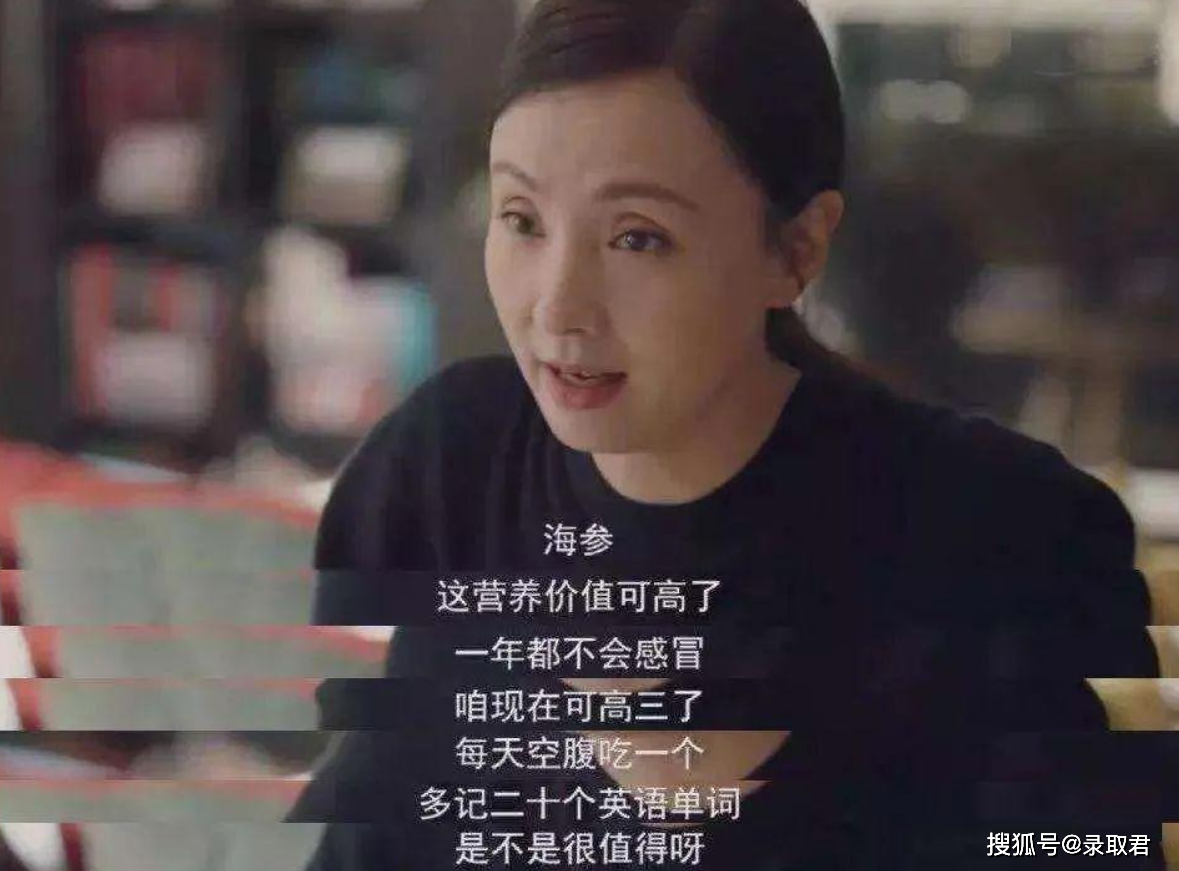 海参
这营养价值可高了
一年都不会感冒
咱现在可高三了
每天空腹吃一个
多记二十个英语单词
是不是很值得呀
搜狐号@录取君